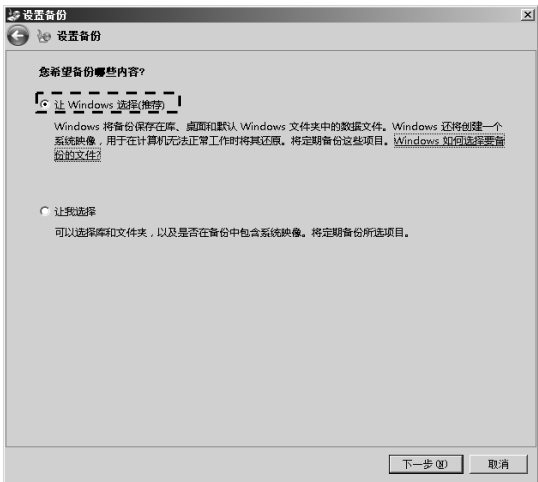 设置备份
设置备份
您希望备份哪些内容?
让 Windows 选择(推荐)
Windows 将备份保存在库、桌面和默认 Windows 文件夹中的数据文件。Windows 还将创建一个
系统映像，用于在计算机无法正常工作时将其还原。将定期备份这些项目。Windows 如何选择要备
份的文件?
让我选择
可以选择库和文件夹，以及是否在备份中包含系统映像。将定期备份所选项目。
下一步(N) 取消